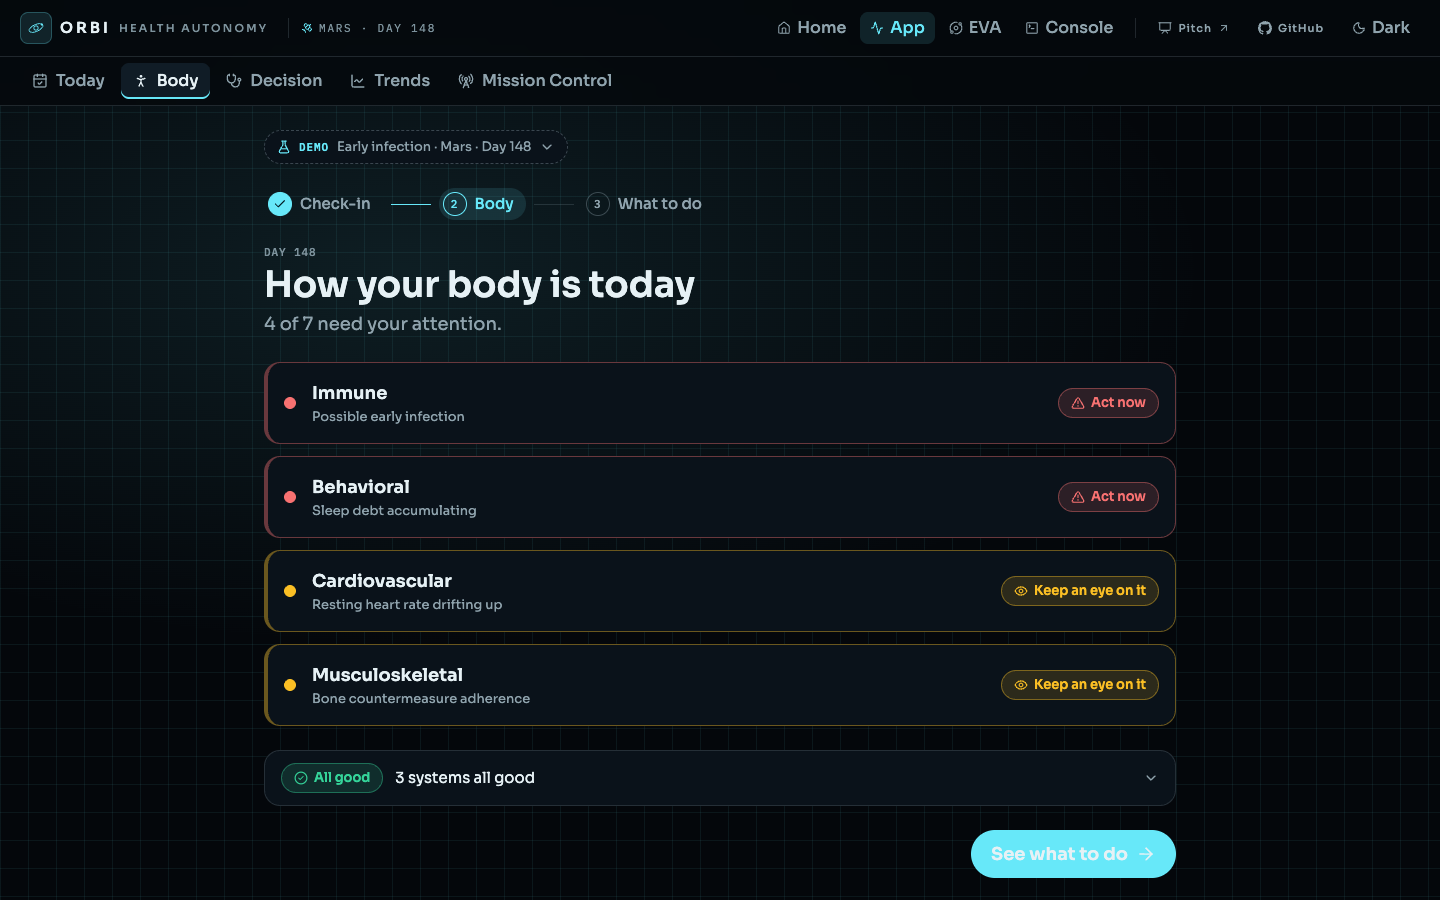 ORBI HEALTH AUTONOMY MARS · DAY 148 Home App EVA Console Pitch ↗ GitHub Dark
Today Body Decision Trends Mission Control
DEMO Early infection · Mars · Day 148
Check-in 2 Body 3 What to do
DAY 148
How your body is today
4 of 7 need your attention.
Immune
Possible early infection
Act now
Behavioral
Sleep debt accumulating
Act now
Cardiovascular
Resting heart rate drifting up
Keep an eye on it
Musculoskeletal
Bone countermeasure adherence
Keep an eye on it
All good 3 systems all good
See what to do →